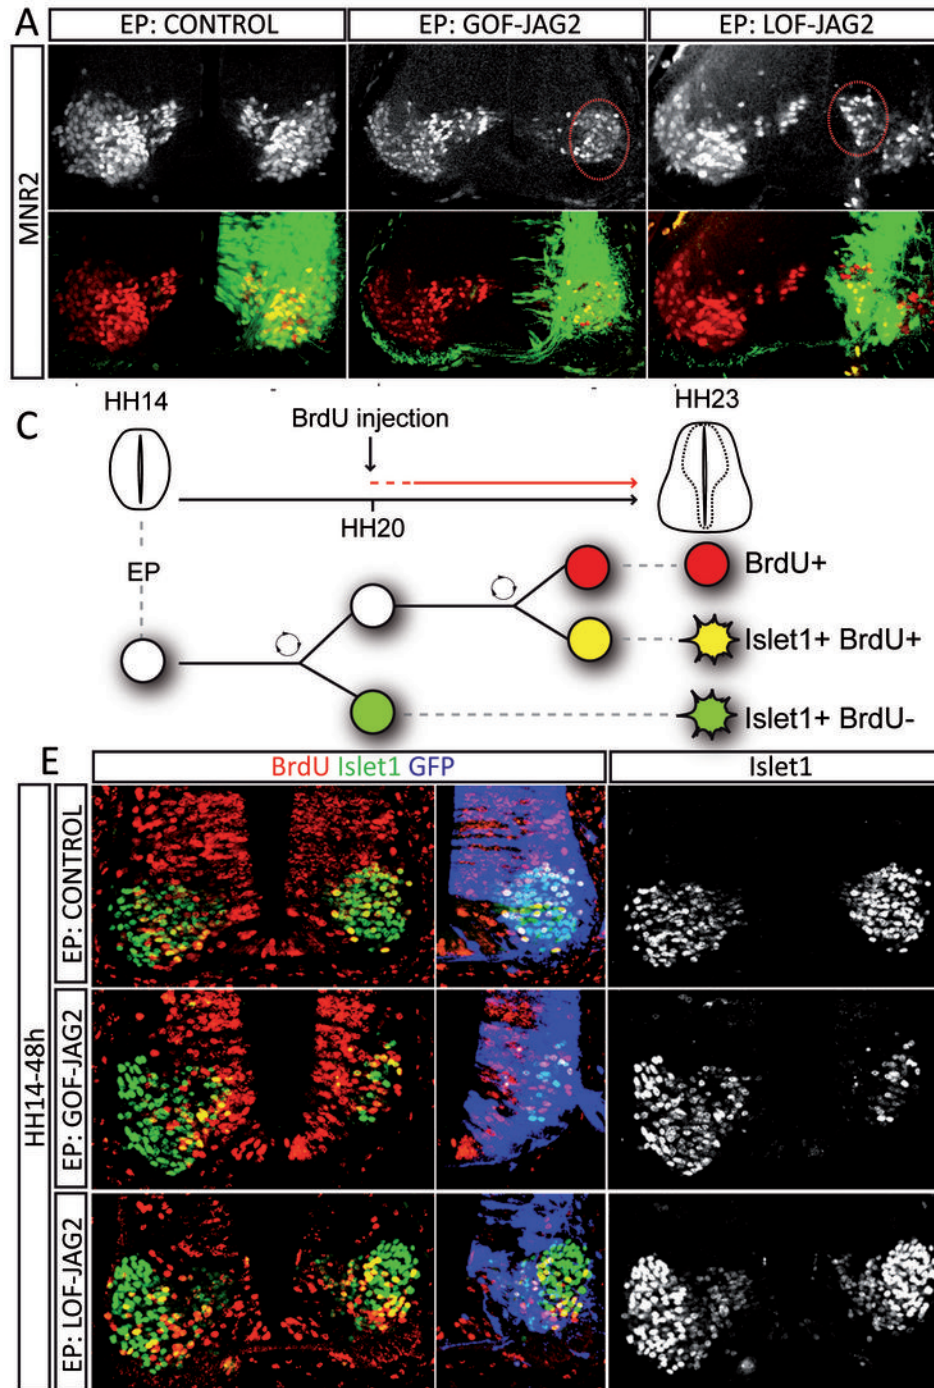 A
EP: CONTROL
EP: GOF-JAG2
EP: LOF-JAG2
MNR2
C
HH14
BrdU injection
HH23
HH20
EP
BrdU+
Islet1+ BrdU+
Islet1+ BrdU-
E
BrdU Islet1 GFP
Islet1
HH14-48h
EP: CONTROL
EP: GOF-JAG2
EP: LOF-JAG2